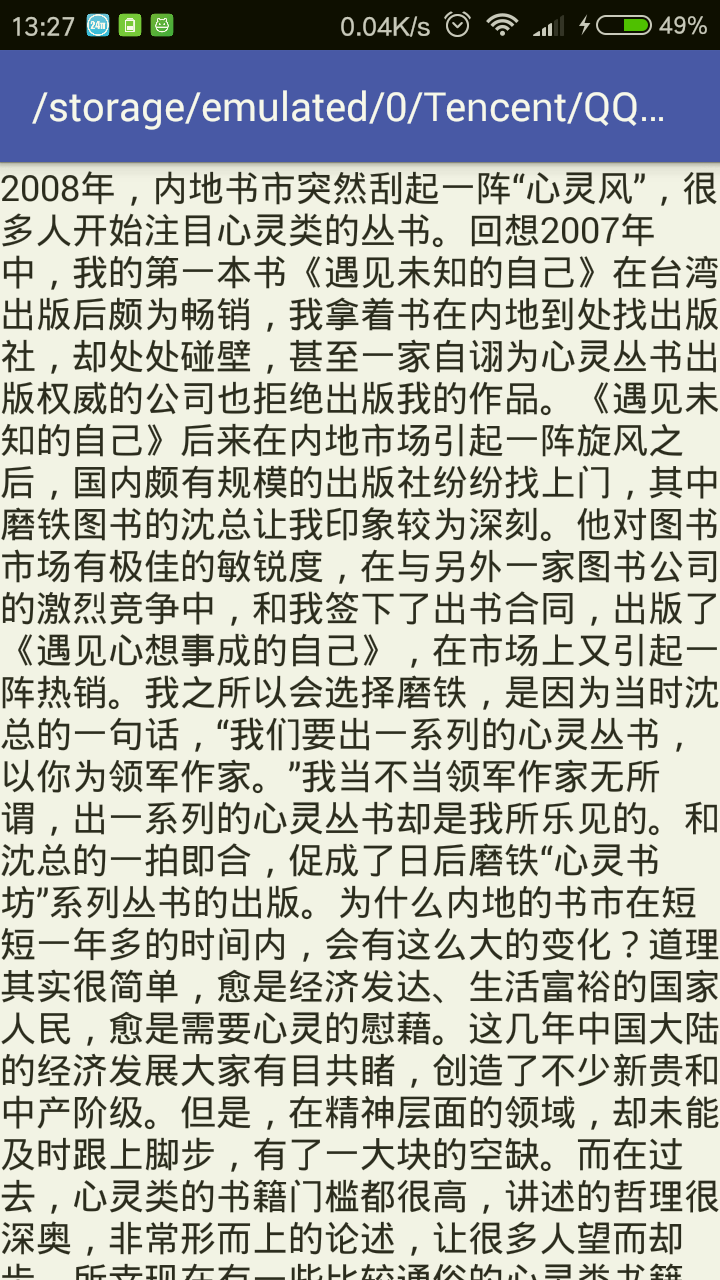 13:27 24π 0.04K/s 49%
/storage/emulated/0/Tencent/QQ...
2008年，内地书市突然刮起一阵“心灵风”，很
多人开始注目心灵类的丛书。回想2007年
中，我的第一本书《遇见未知的自己》在台湾
出版后颇为畅销，我拿着书在内地到处找出版
社，却处处碰壁，甚至一家自诩为心灵丛书出
版权威的公司也拒绝出版我的作品。《遇见未
知的自己》后来在内地市场引起一阵旋风之
后，国内颇有规模的出版社纷纷找上门，其中
磨铁图书的沈总让我印象较为深刻。他对图书
市场有极佳的敏锐度，在与另外一家图书公司
的激烈竞争中，和我签下了出书合同，出版了
《遇见心想事成的自己》，在市场上又引起一
阵热销。我之所以会选择磨铁，是因为当时沈
总的一句话，“我们要出一系列的心灵丛书，
以你为领军作家。”我当不当领军作家无所
谓，出一系列的心灵丛书却是我所乐见的。和
沈总的一拍即合，促成了日后磨铁“心灵书
坊”系列丛书的出版。为什么内地的书市在短
短一年多的时间内，会有这么大的变化？道理
其实很简单，愈是经济发达、生活富裕的国家
人民，愈是需要心灵的慰藉。这几年中国大陆
的经济发展大家有目共睹，创造了不少新贵和
中产阶级。但是，在精神层面的领域，却未能
及时跟上脚步，有了一大块的空缺。而在过
去，心灵类的书籍门槛都很高，讲述的哲理很
深奥，非常形而上的论述，让很多人望而却
步。所幸现在有一些比较通俗的心灵类书籍